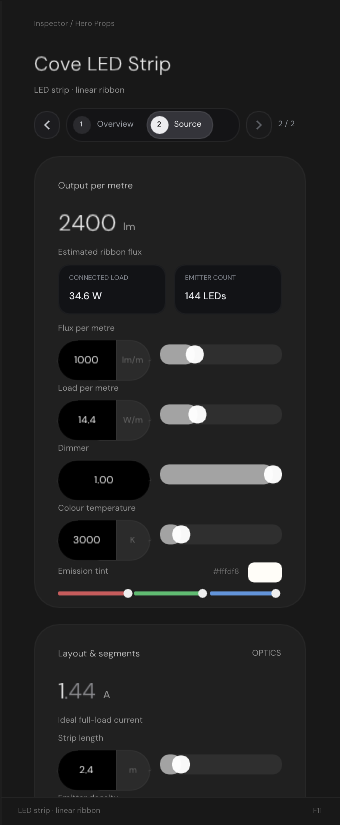 Inspector / Hero Props
Cove LED Strip
LED strip · linear ribbon
1 Overview 2 Source 2 / 2
Output per metre
2400 lm
Estimated ribbon flux
CONNECTED LOAD EMITTER COUNT
34.6 W 144 LEDs
Flux per metre
1000 lm/m
Load per metre
14.4 W/m
Dimmer
1.00
Colour temperature
3000 K
Emission tint
Layout & segments OPTICS
1.44 A
Ideal full-load current
Strip length
2.4 m
Emitter density
LED strip · linear ribbon